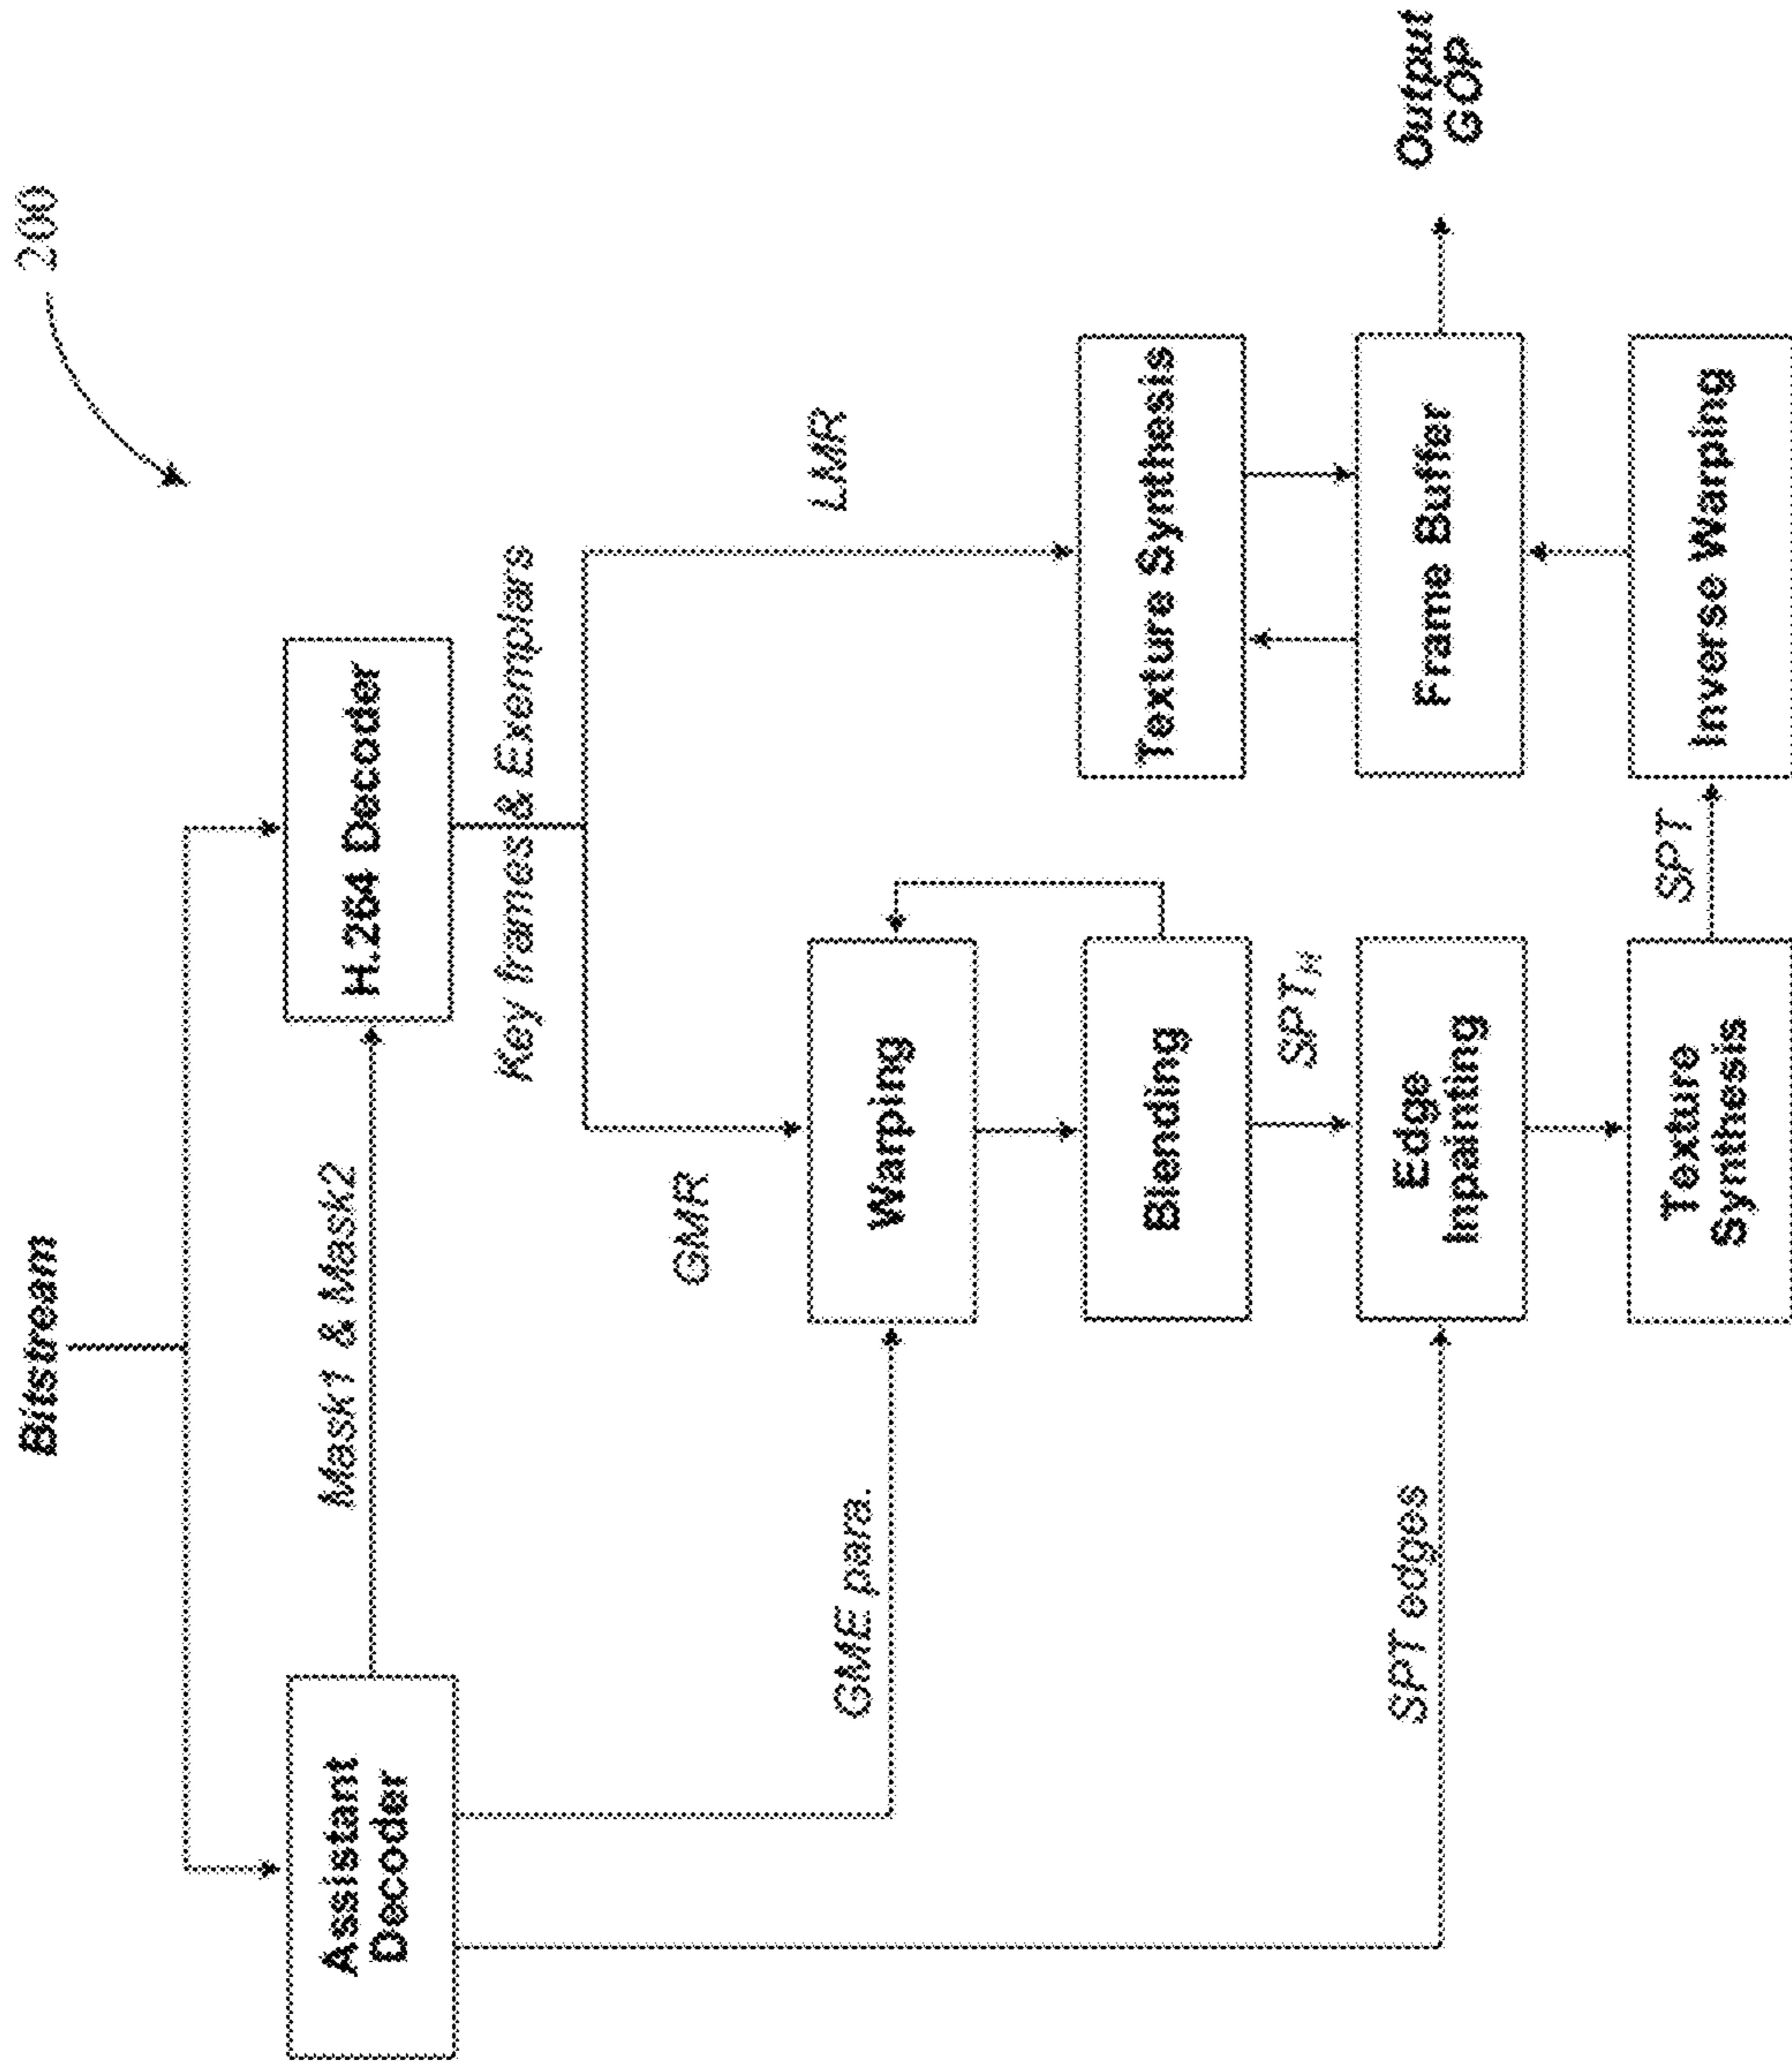 200
Bitstream
Mask1 & Mask2
Assistant
Decoder
H.264 Decoder
Key frames & Exemplars
GMR
LMR
GME para.
Warping
Blending
Texture Synthesis
SPT H
SPT edges
Edge
Inpainting
Frame Buffer
Output
GOP
Texture
Synthesis
SPT
Inverse Warping